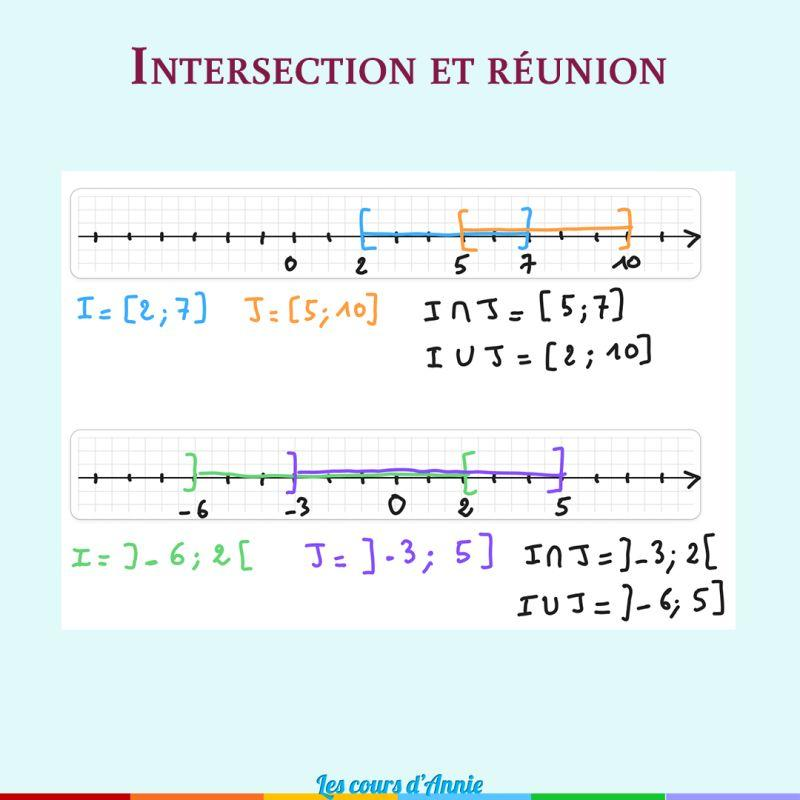 INTERSECTION ET RÉUNION
0 2 5 7 10
I = [2 ; 7] J = [5 ; 10] I ∩ J = [5 ; 7]
I ∪ J = [2 ; 10]
-6 -3 0 2 5
I = ]-6 ; 2[ J = ]-3 ; 5] I ∩ J = ]-3 ; 2[
I ∪ J = ]-6 ; 5]
Les cours d'Annie